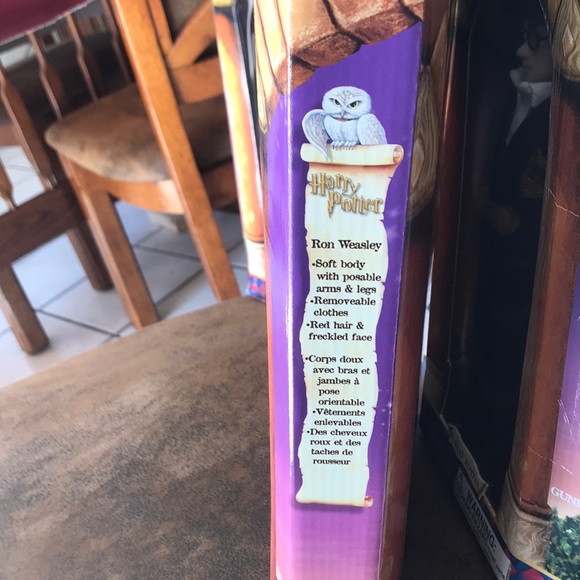 Harry
Potter
Ron Weasley
•Soft body
with posable
arms & legs
•Removeable
clothes
•Red hair &
freckled face
•Corps doux
avec bras et
jambes à
pose
orientable
•Vêtements
enlevables
•Des cheveux
roux et des
taches de
rousseur
WARNING: